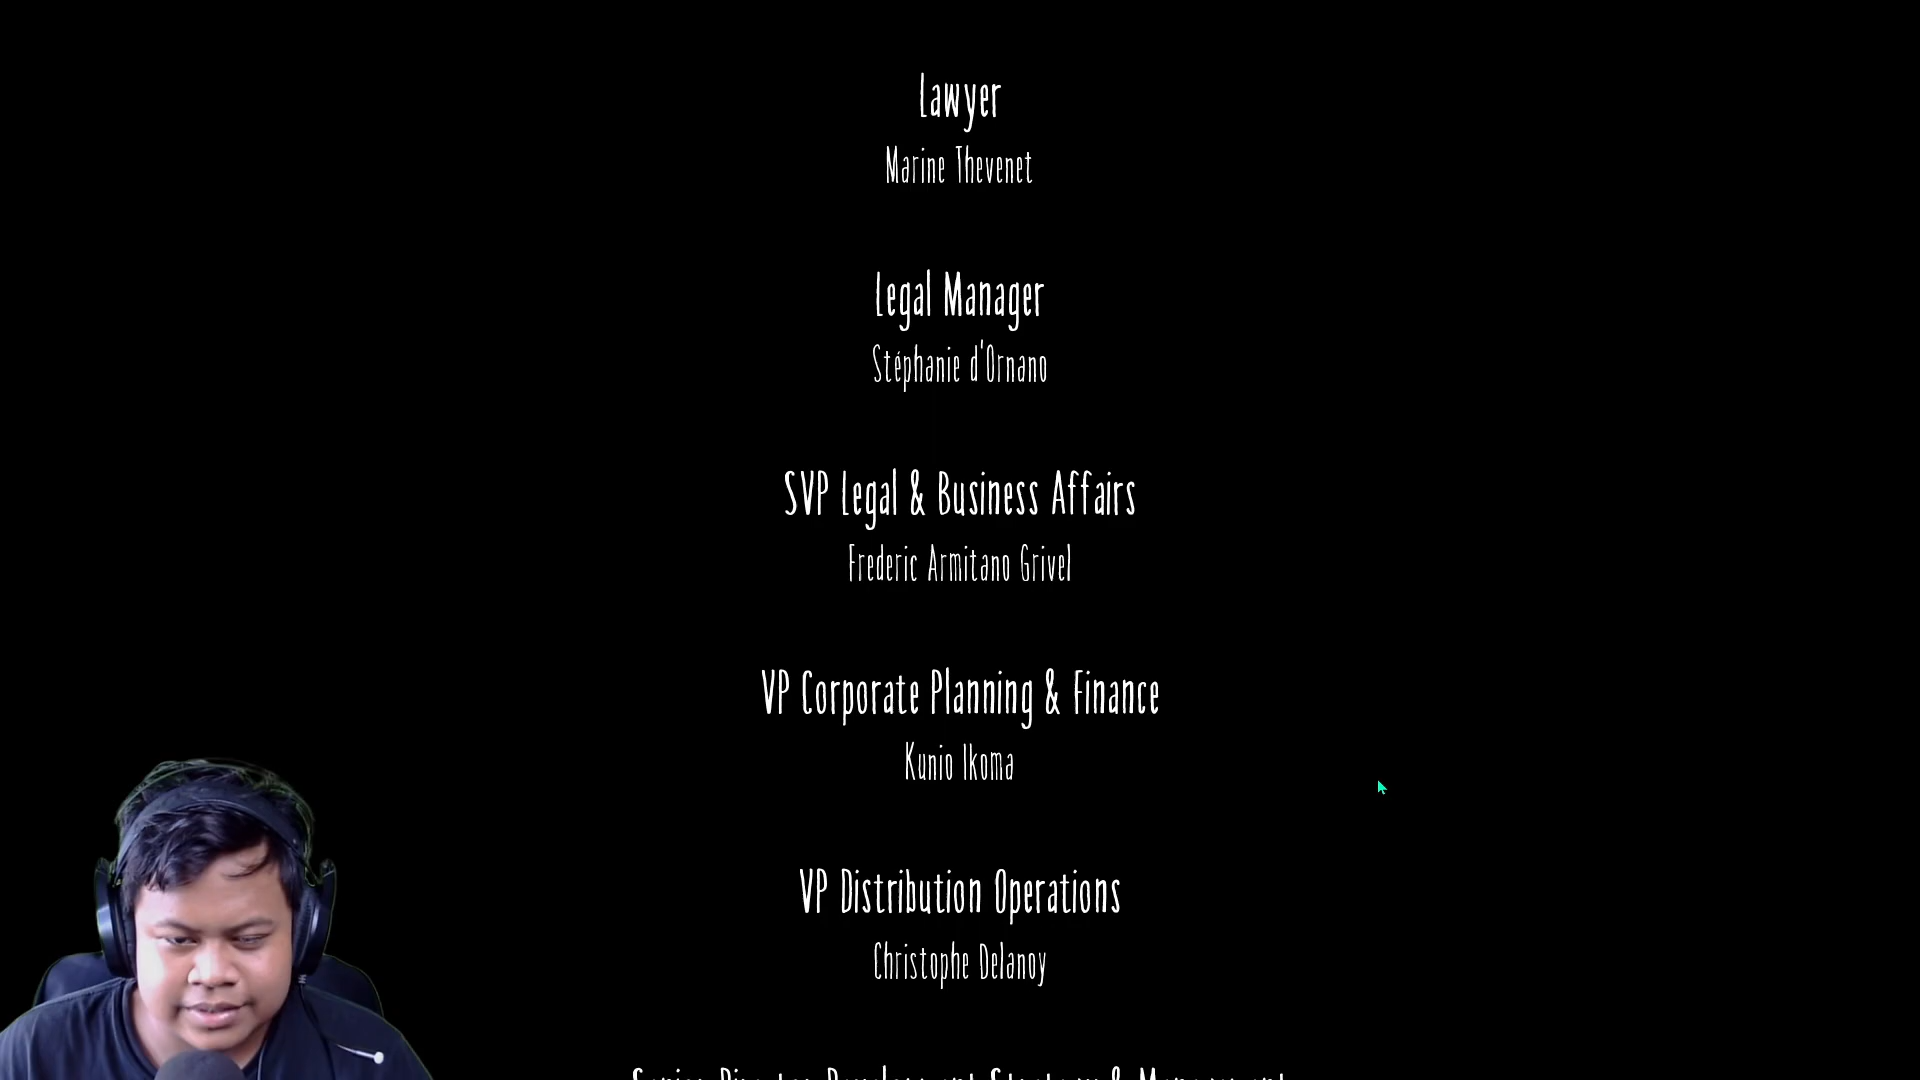 Lawyer
Marine Thevenet
Legal Manager
Stéphanie d'Ornano
SVP Legal & Business Affairs
Frederic Armitano Grivel
VP Corporate Planning & Finance
Kunio Ikoma
VP Distribution Operations
Christophe Delanoy